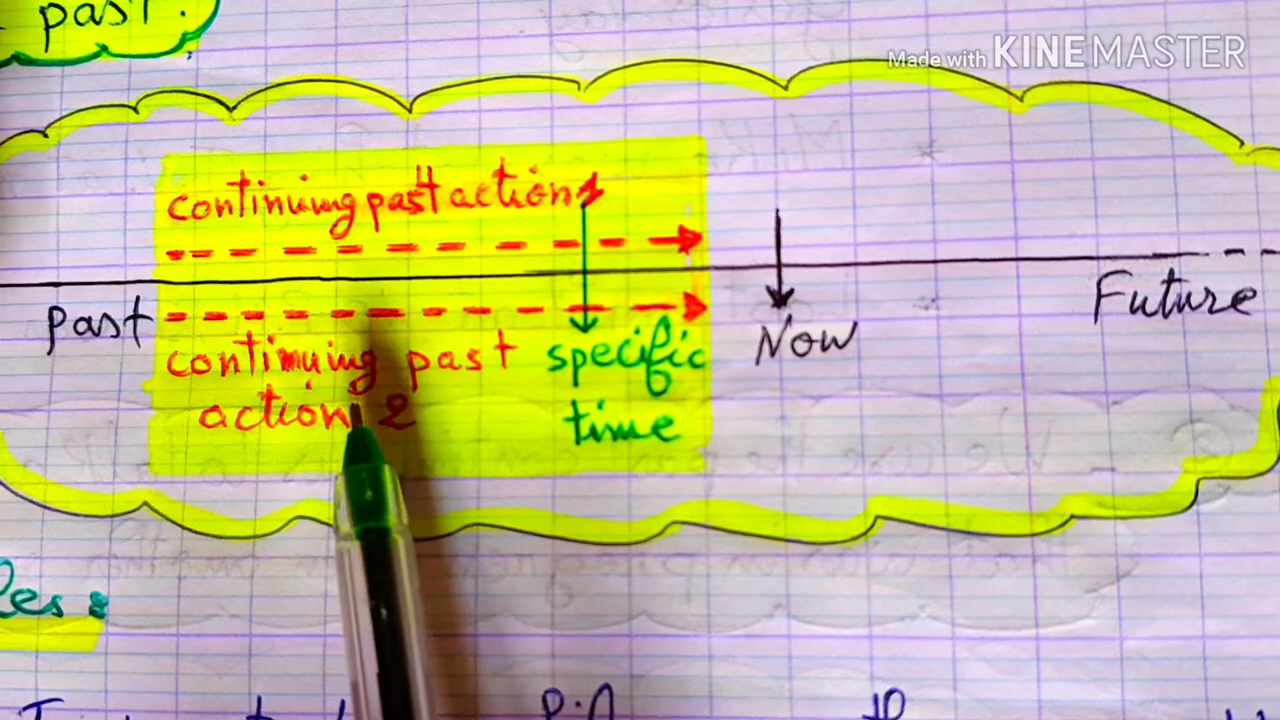 past.
Made with KINEMASTER
continuing past action 1
Past
continuing past
action 2
specific
time
Now
Future
les: